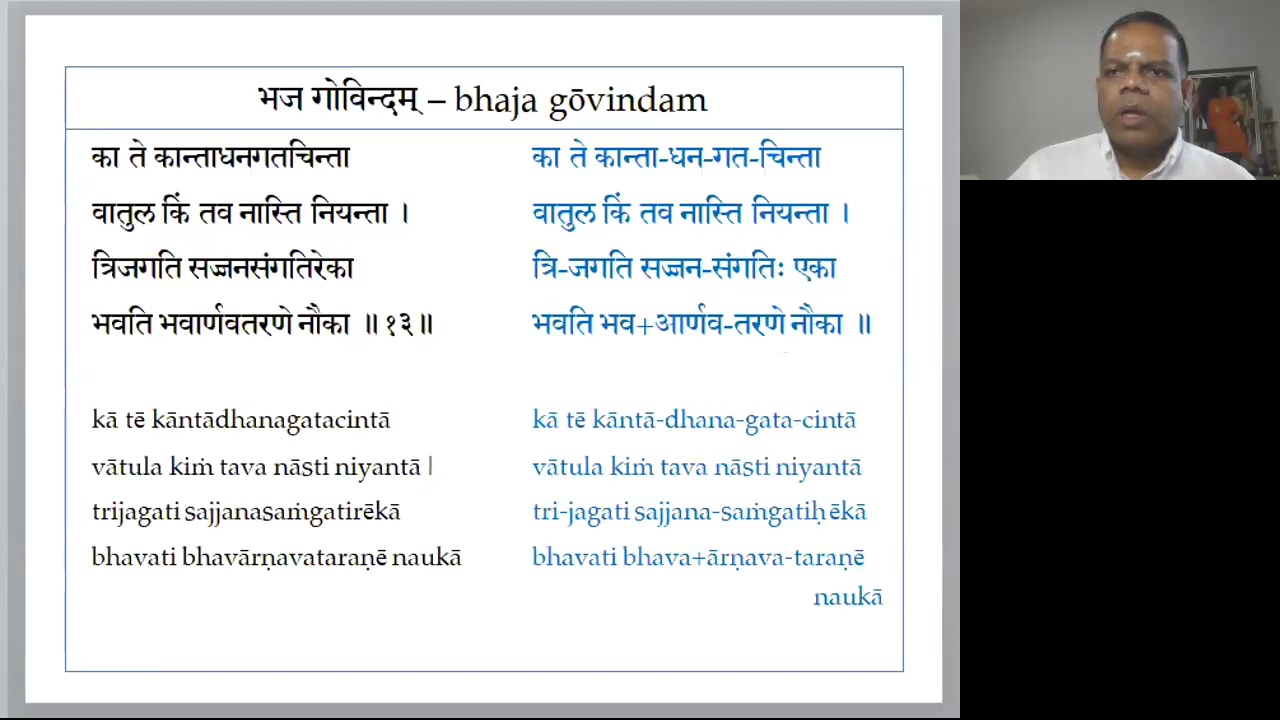 भज गोविन्दम् – bhaja gōvindam
का ते कान्ताधनगतचिन्ता
वातुल किं तव नास्ति नियन्ता ।
त्रिजगति सज्जनसंगतिरेका
भवति भवार्णवतरणे नौका ॥ १३॥
kā tē kāntādhanagatacintā
vātula kiṁ tava nāsti niyantā |
trijagati sajjanasaṁgatirēkā
bhavati bhavārṇavataraṇē naukā
का ते कान्ता-धन-गत-चिन्ता
वातुल किं तव नास्ति नियन्ता ।
त्रि-जगति सज्जन-संगतिः एका
भवति भव+आर्णव-तरणे नौका ॥
kā tē kāntā-dhana-gata-cintā
vātula kiṁ tava nāsti niyantā
tri-jagati sajjana-saṁgatiḥ ēkā
bhavati bhava+ārṇava-taraṇē
naukā